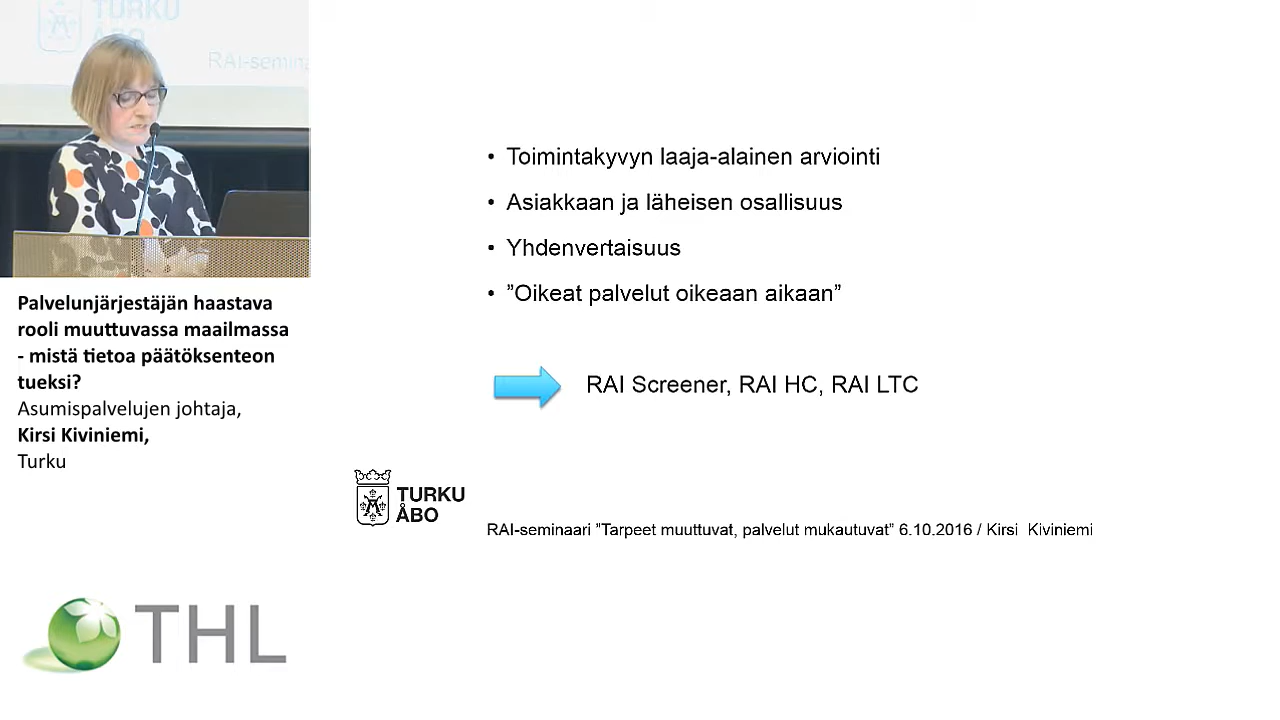 TURKU
ÅBO
RAI-semina
Palvelunjärjestäjän haastava
rooli muuttuvassa maailmassa
- mistä tietoa päätöksenteon
tueksi?
Asumispalvelujen johtaja,
Kirsi Kiviniemi,
Turku
THL
• Toimintakyvyn laaja-alainen arviointi
• Asiakkaan ja läheisen osallisuus
• Yhdenvertaisuus
• ”Oikeat palvelut oikeaan aikaan”
RAI Screener, RAI HC, RAI LTC
TURKU
ÅBO
RAI-seminaari ”Tarpeet muuttuvat, palvelut mukautuvat” 6.10.2016 / Kirsi Kiviniemi